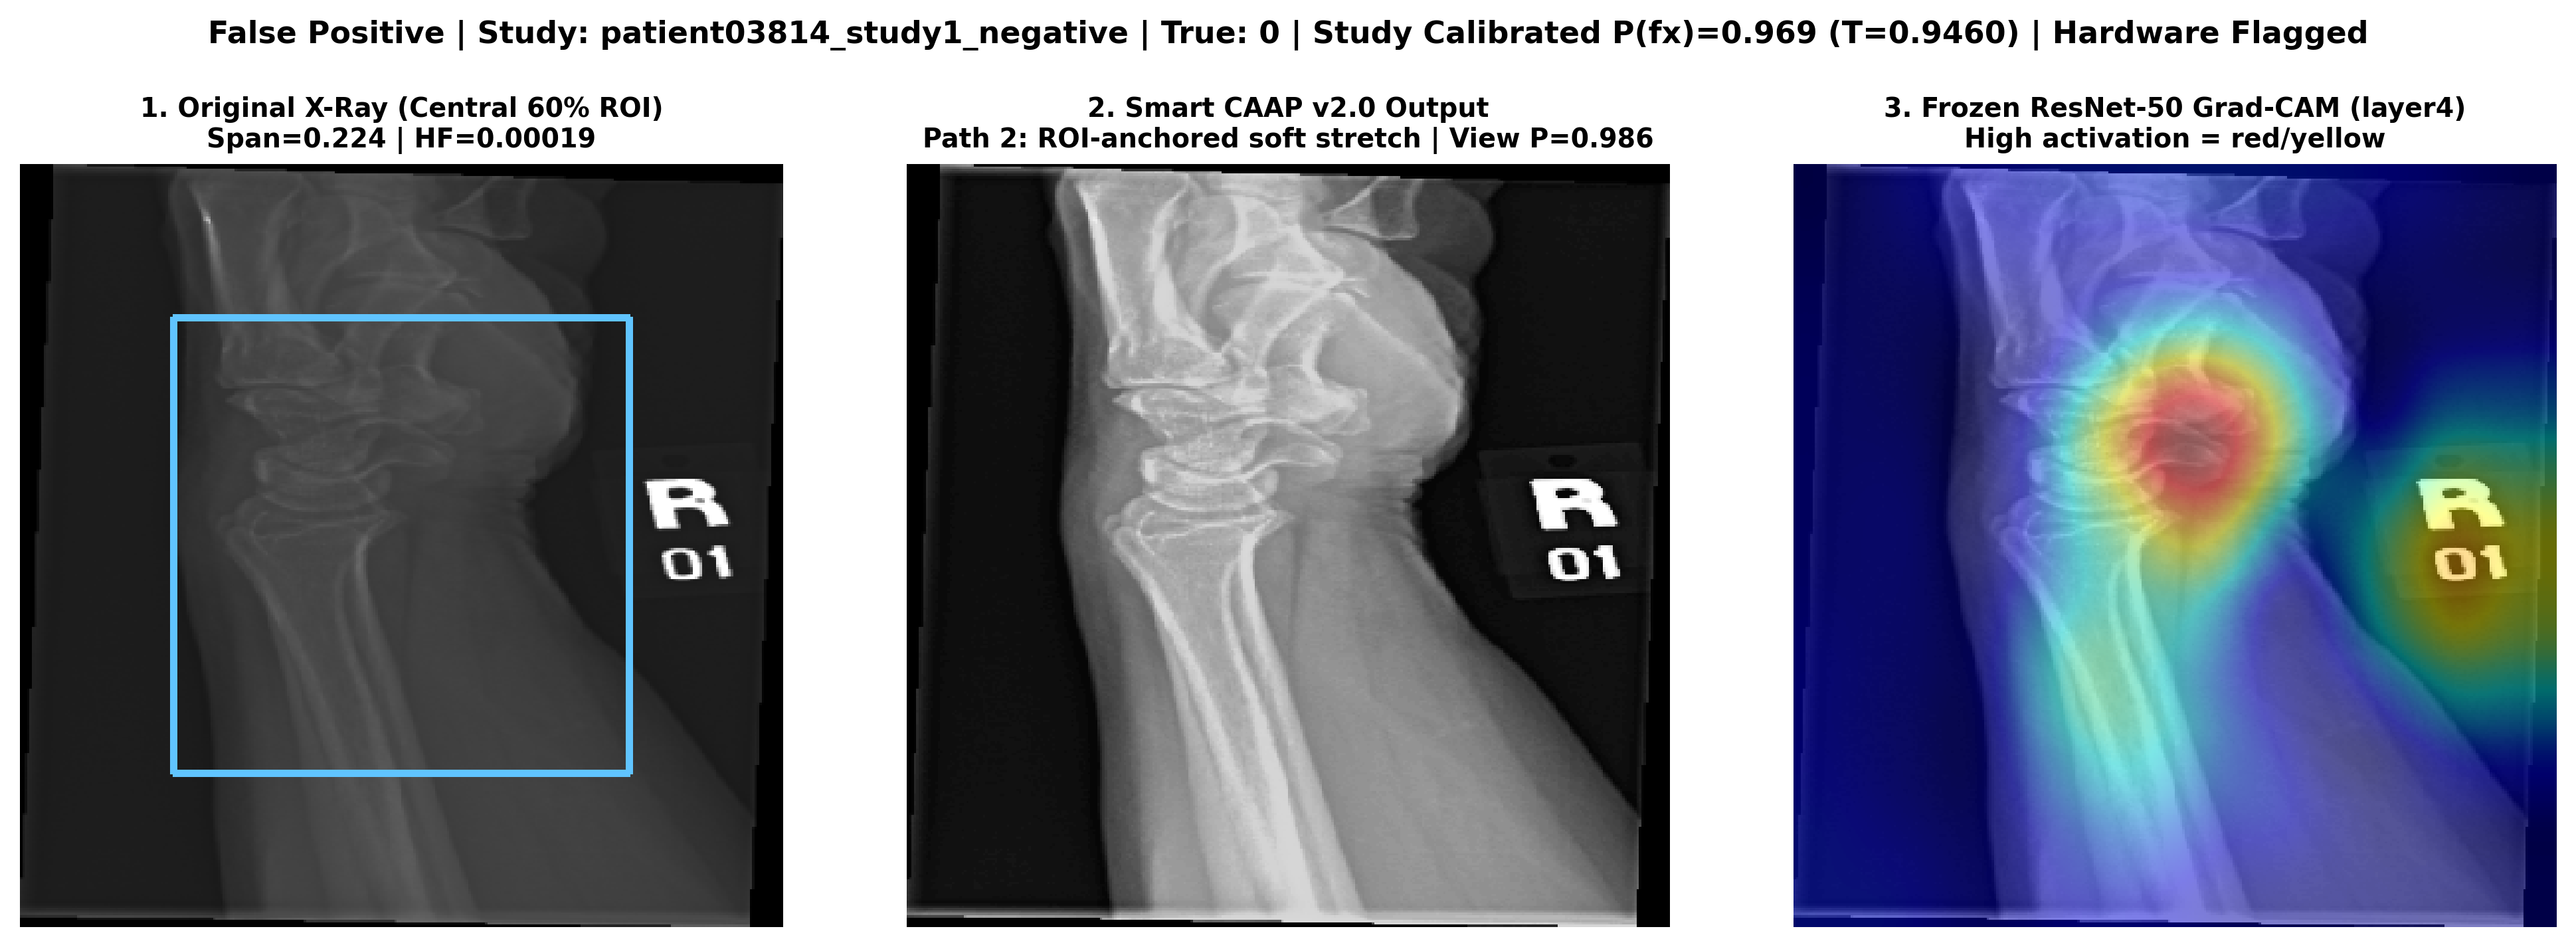 False Positive | Study: patient03814_study1_negative | True: 0 | Study Calibrated P(fx)=0.969 (T=0.9460) | Hardware Flagged
1. Original X-Ray (Central 60% ROI)
Span=0.224 | HF=0.00019
R
01
2. Smart CAAP v2.0 Output
Path 2: ROI-anchored soft stretch | View P=0.986
R
01
3. Frozen ResNet-50 Grad-CAM (layer4)
High activation = red/yellow
R
01